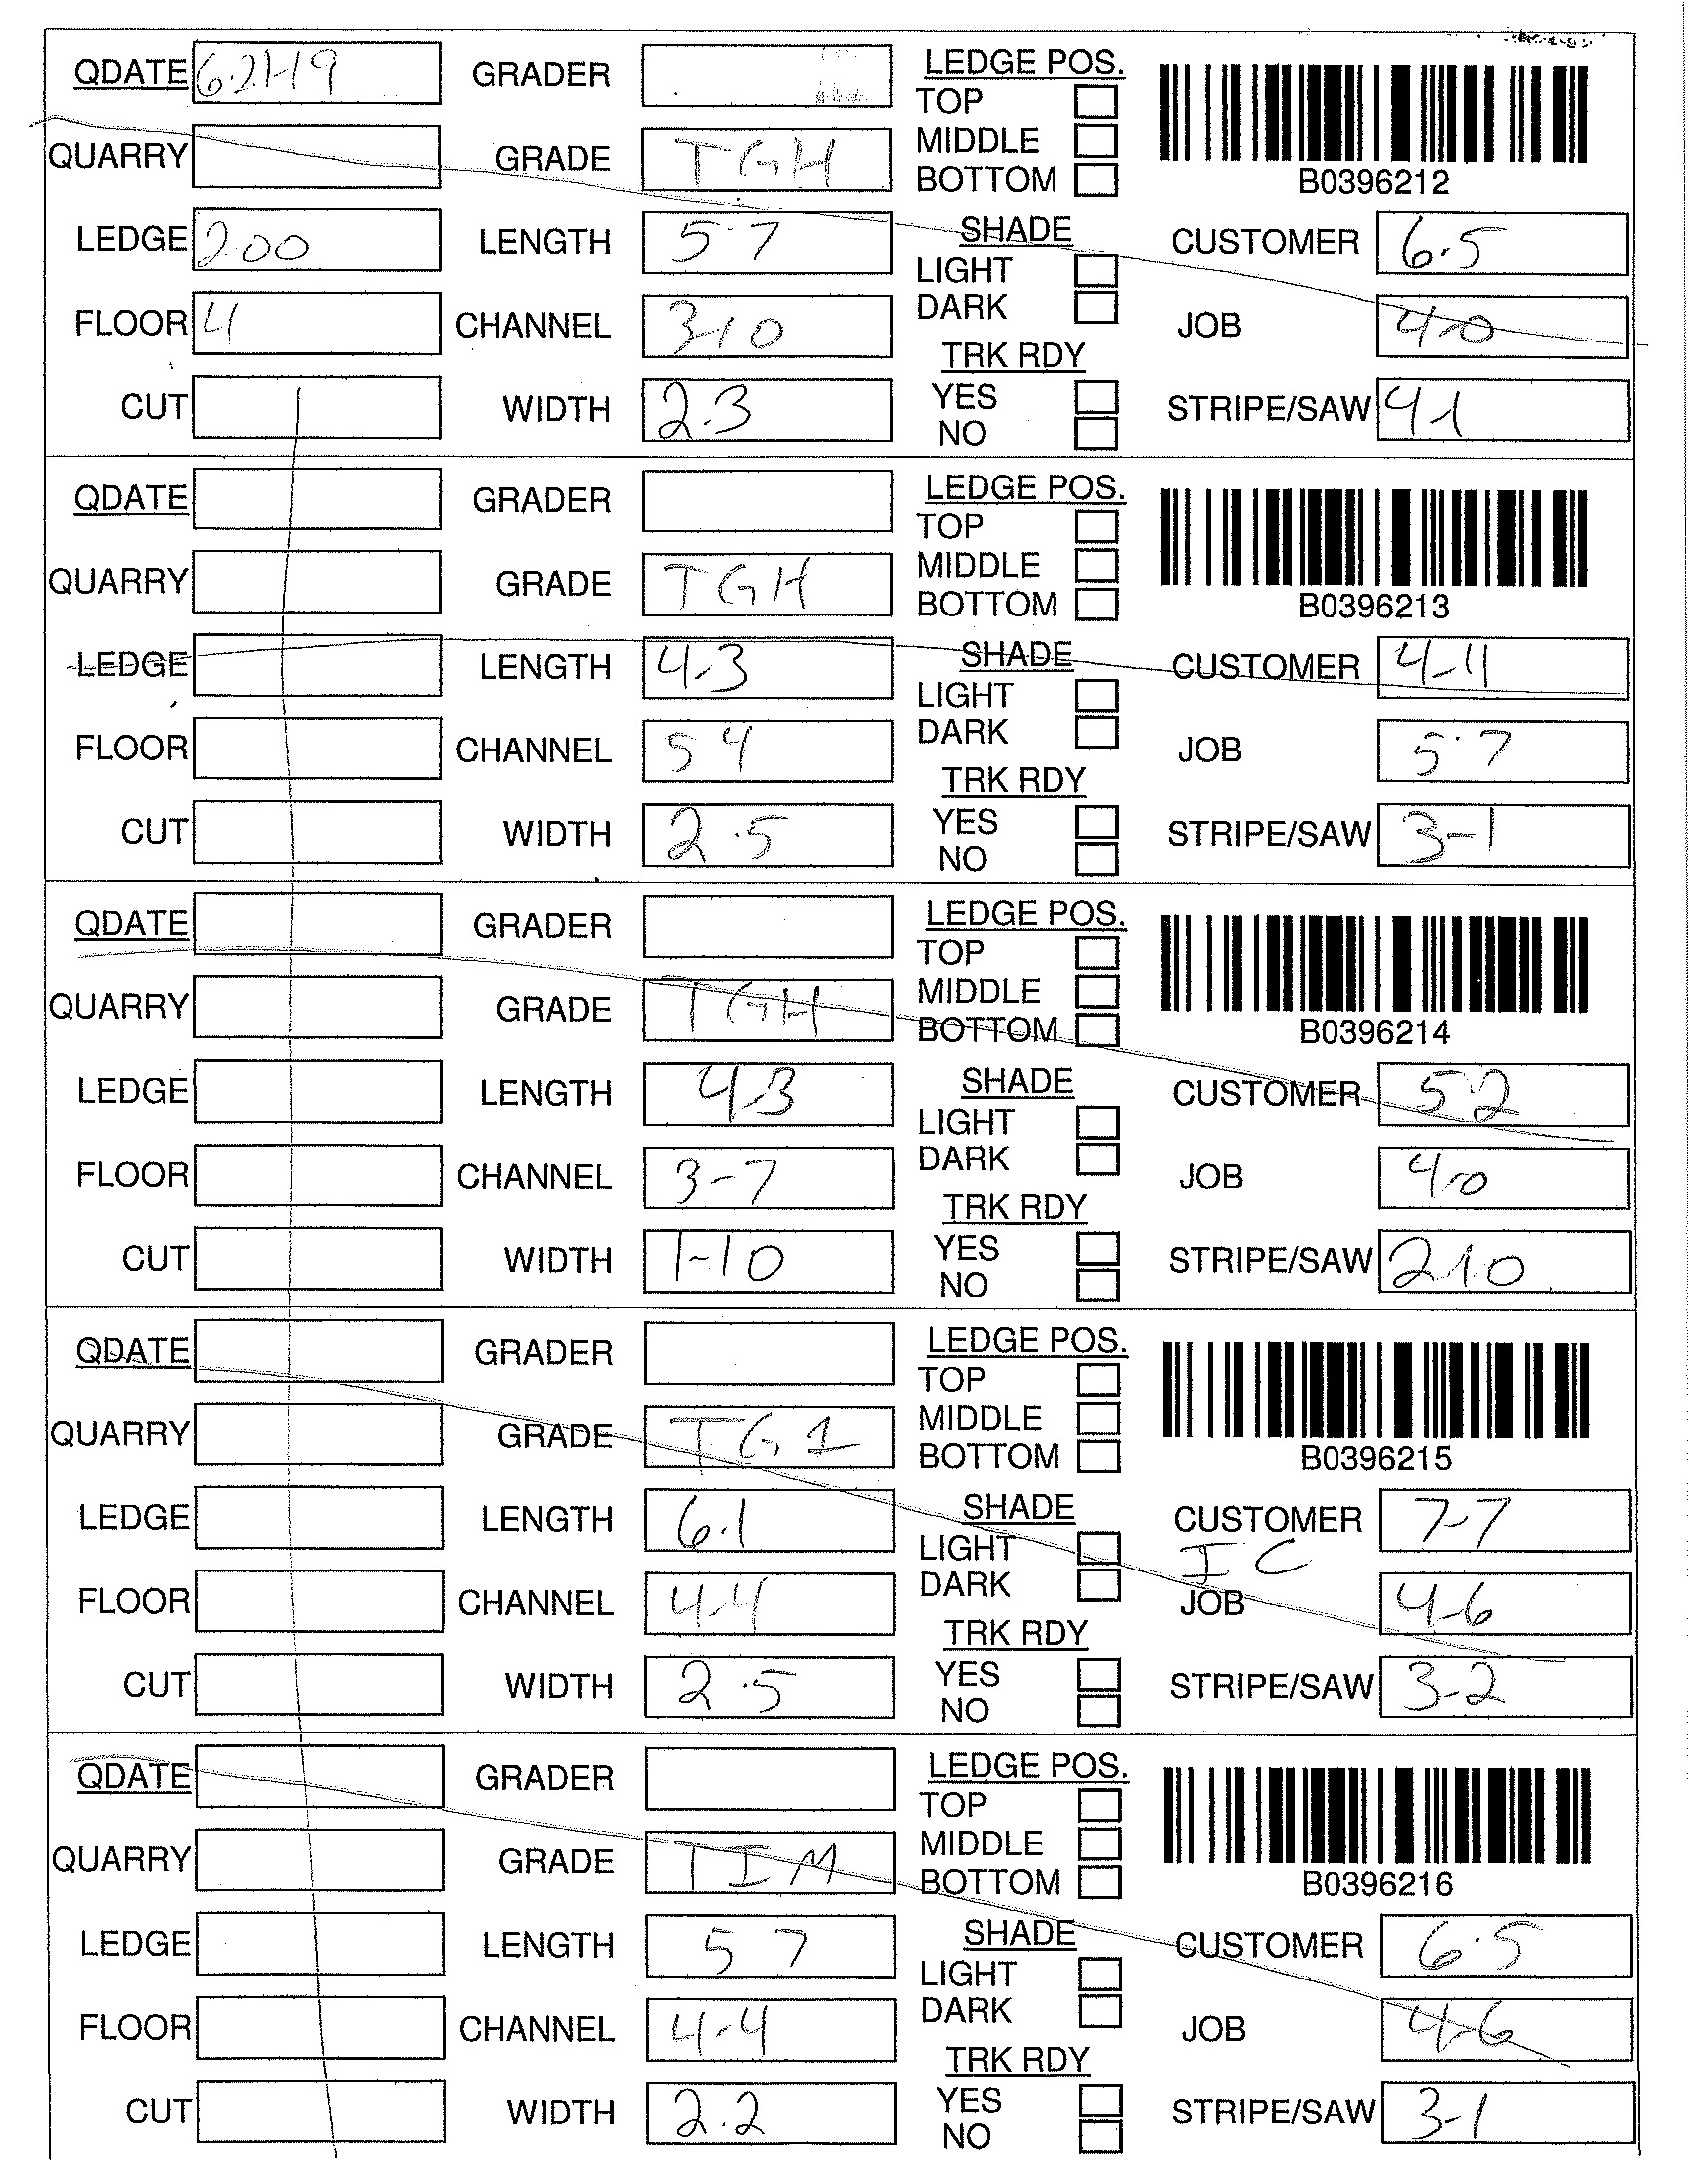 QDATE 6-21-19 GRADER LEDGE POS.
TOP
QUARRY GRADE TGH MIDDLE
BOTTOM B0396212
LEDGE 200 LENGTH 5-7 SHADE CUSTOMER 6-5
LIGHT
FLOOR 4 CHANNEL 3-10 DARK JOB 4-0
TRK RDY
CUT WIDTH 2-3 YES STRIPE/SAW 4-1
NO
QDATE GRADER LEDGE POS.
TOP
QUARRY GRADE TGH MIDDLE
BOTTOM B0396213
LEDGE LENGTH 4-3 SHADE CUSTOMER 4-11
LIGHT
FLOOR CHANNEL 5 4 DARK JOB 5-7
TRK RDY
CUT WIDTH 2-5 YES STRIPE/SAW 3-1
NO
QDATE GRADER LEDGE POS.
TOP
QUARRY GRADE TGH MIDDLE
BOTTOM B0396214
LEDGE LENGTH 4-3 SHADE CUSTOMER 5-2
LIGHT
FLOOR CHANNEL 3-7 DARK JOB 4-0
TRK RDY
CUT WIDTH 1-10 YES STRIPE/SAW 2-10
NO
QDATE GRADER LEDGE POS.
TOP
QUARRY GRADE TG1 MIDDLE
BOTTOM B0396215
LEDGE LENGTH 6-1 SHADE CUSTOMER 7-7
LIGHT IC
FLOOR CHANNEL 4-4 DARK JOB 4-6
TRK RDY
CUT WIDTH 2-5 YES STRIPE/SAW 3-2
NO
QDATE GRADER LEDGE POS.
TOP
QUARRY GRADE TIM MIDDLE
BOTTOM B0396216
LEDGE LENGTH 5 7 SHADE CUSTOMER 6-5
LIGHT
FLOOR CHANNEL 4-4 DARK JOB 4-6
TRK RDY
CUT WIDTH 2-2 YES STRIPE/SAW 3-1
NO